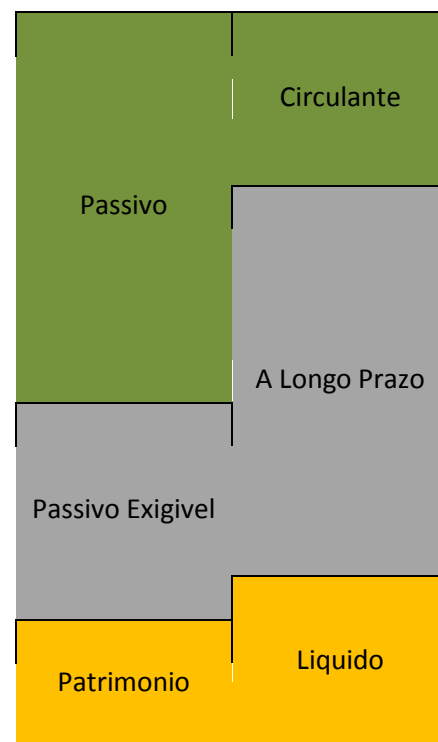 Circulante
Passivo
A Longo Prazo
Passivo Exigivel
Liquido
Patrimonio